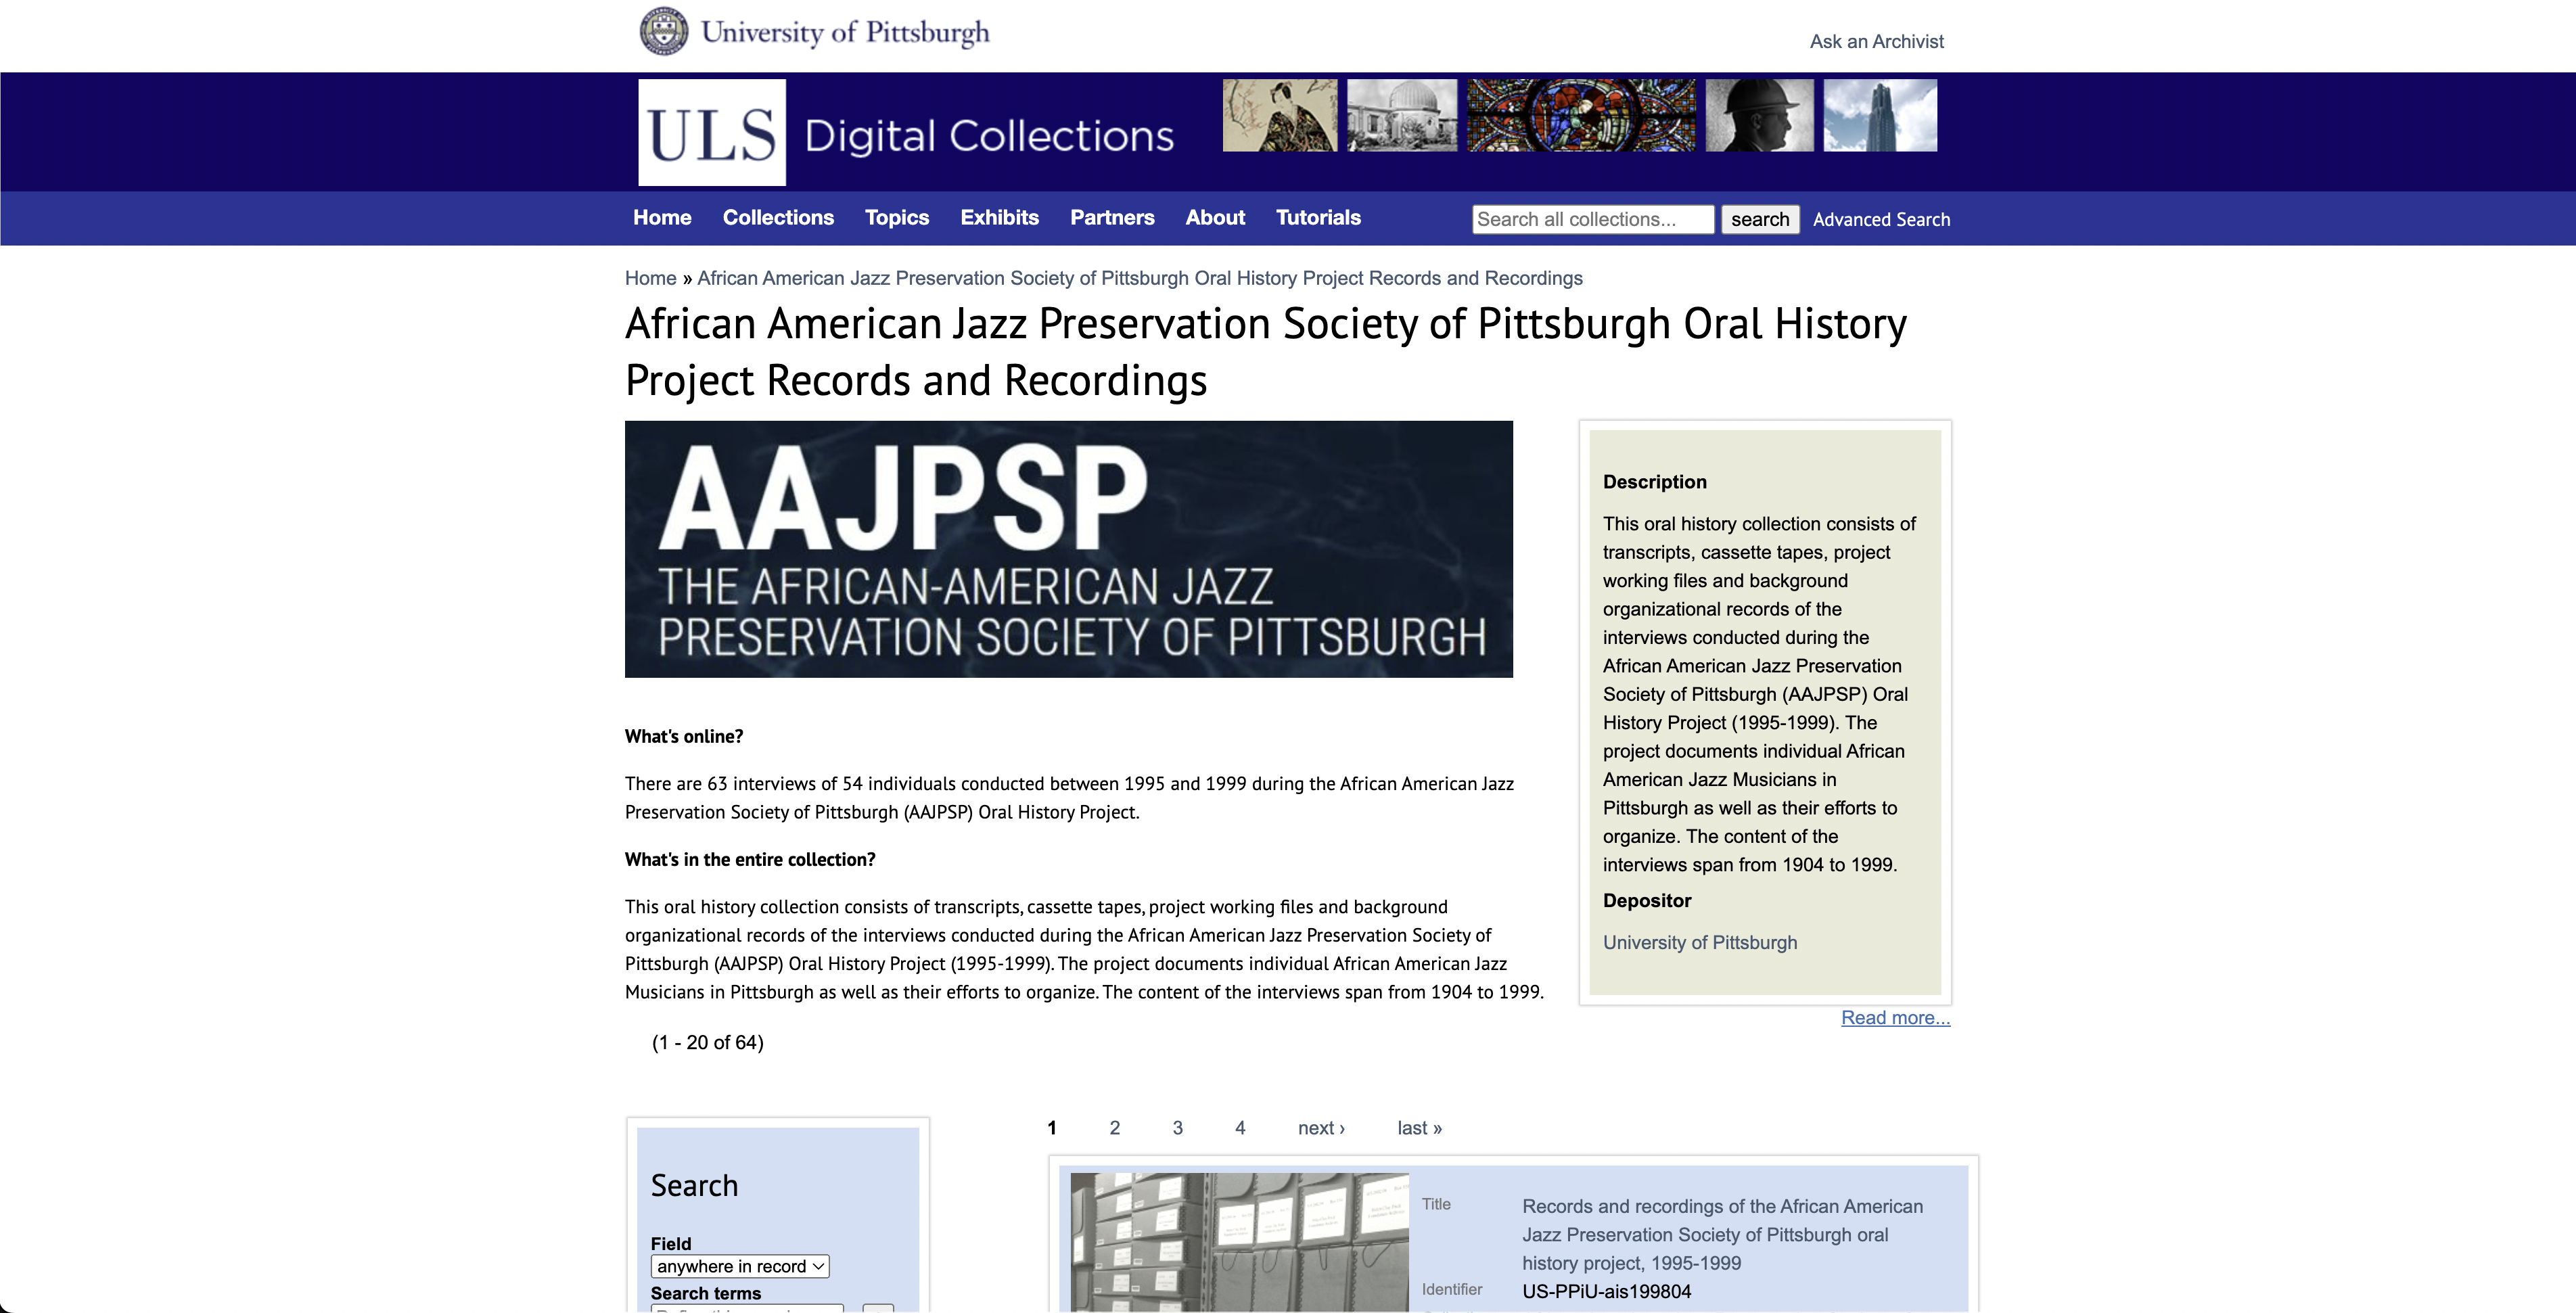 University of Pittsburgh
Ask an Archivist
ULS
Digital Collections
Home
Collections
Topics
Exhibits
Partners
About
Tutorials
Search all collections...
search
Advanced Search
Home » African American Jazz Preservation Society of Pittsburgh Oral History Project Records and Recordings
African American Jazz Preservation Society of Pittsburgh Oral History
Project Records and Recordings
AAJPSP
THE AFRICAN-AMERICAN JAZZ
PRESERVATION SOCIETY OF PITTSBURGH
What's online?
There are 63 interviews of 54 individuals conducted between 1995 and 1999 during the African American Jazz
Preservation Society of Pittsburgh (AAJPSP) Oral History Project.
What's in the entire collection?
This oral history collection consists of transcripts, cassette tapes, project working files and background
organizational records of the interviews conducted during the African American Jazz Preservation Society of
Pittsburgh (AAJPSP) Oral History Project (1995-1999). The project documents individual African American Jazz
Musicians in Pittsburgh as well as their efforts to organize. The content of the interviews span from 1904 to 1999.
Description
This oral history collection consists of
transcripts, cassette tapes, project
working files and background
organizational records of the
interviews conducted during the
African American Jazz Preservation
Society of Pittsburgh (AAJPSP) Oral
History Project (1995-1999). The
project documents individual African
American Jazz Musicians in
Pittsburgh as well as their efforts to
organize. The content of the
interviews span from 1904 to 1999.
Depositor
University of Pittsburgh
Read more...
(1 - 20 of 64)
1 2 3 4 next › last »
Search
Field
anywhere in record
Search terms
Title
Records and recordings of the African American
Jazz Preservation Society of Pittsburgh oral
history project, 1995-1999
Identifier
US-PPiU-ais199804